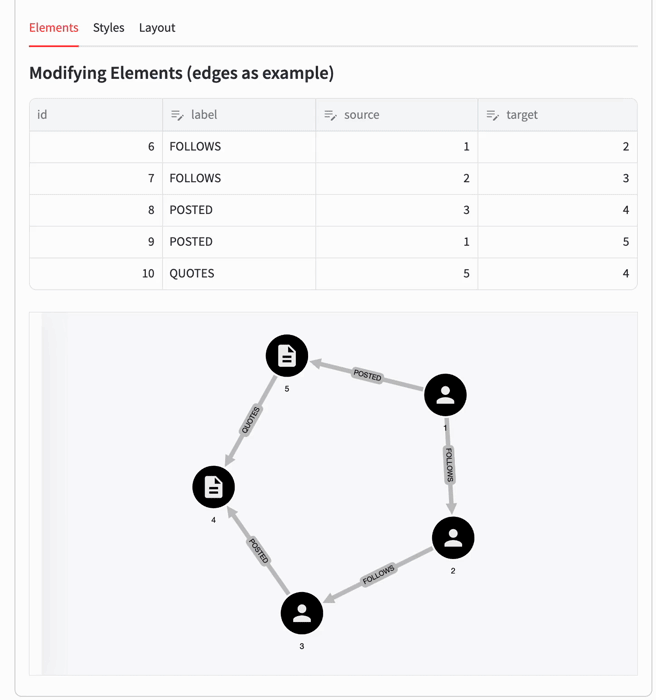 Elements Styles Layout
Modifying Elements (edges as example)
id label source target
6 FOLLOWS 1 2
7 FOLLOWS 2 3
8 POSTED 3 4
9 POSTED 1 5
10 QUOTES 5 4
POSTED
5
1
QUOTES
FOLLOWS
4
POSTED
2
FOLLOWS
3